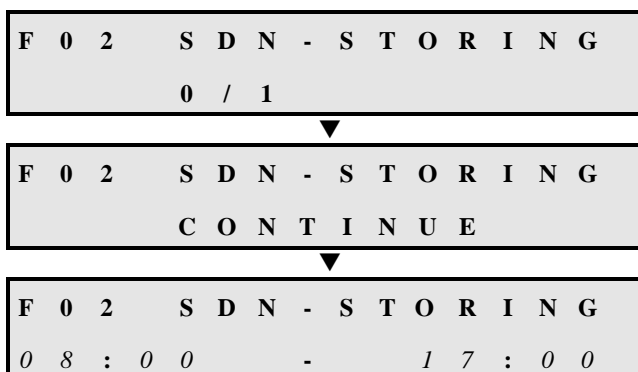 F02 SDN-STORING
0/1
F02 SDN-STORING
CONTINUE
F02 SDN-STORING
08:00 - 17:00